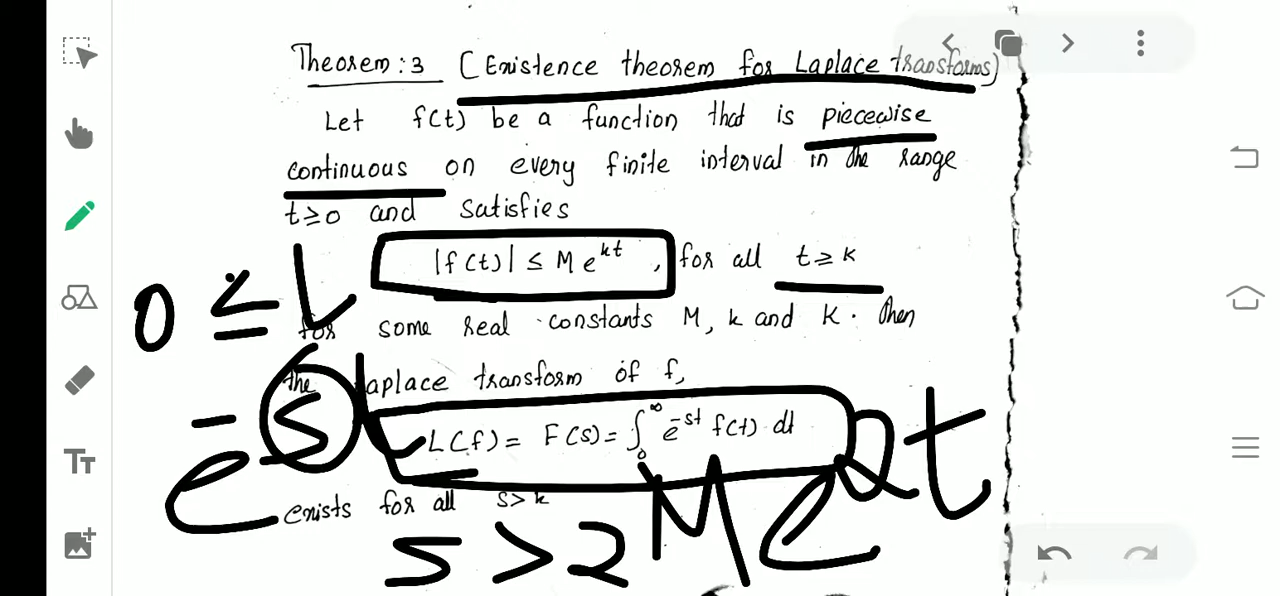 Theorem : 3 (Existence theorem for Laplace transforms)
Let f(t) be a function that is piecewise
continuous on every finite interval in the range
t ≥ 0 and satisfies
|f(t)| ≤ M e^{kt}, for all t ≥ K
0 ≤ t
for some real constants M, k and K. Then
the Laplace transform of f,
L(f) = F(s) = ∫_0^∞ e^{-st} f(t) dt
e^{-st}
M e^{2t}
exists for all s > k
s > 2
TT